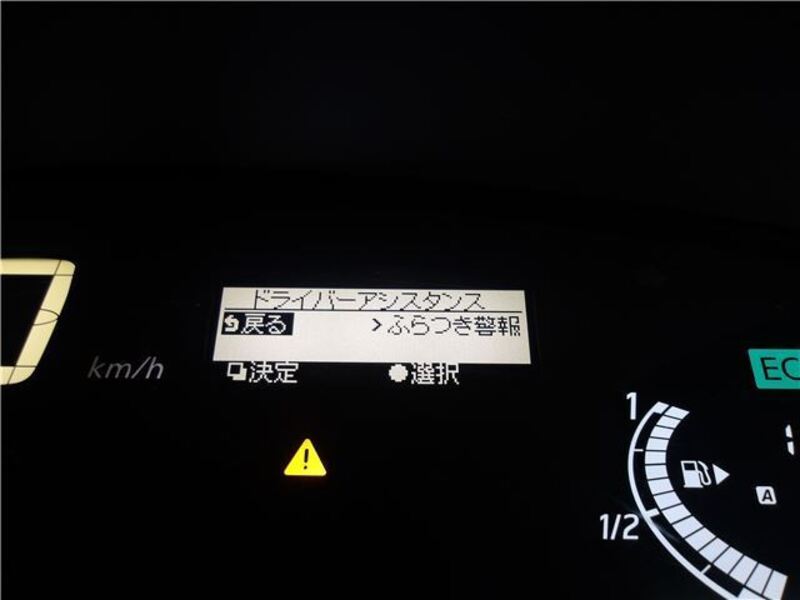 ドライバーアシスタンス
戻る >ふらつき警報
決定 選択
km/h
EC
1
1/2
A